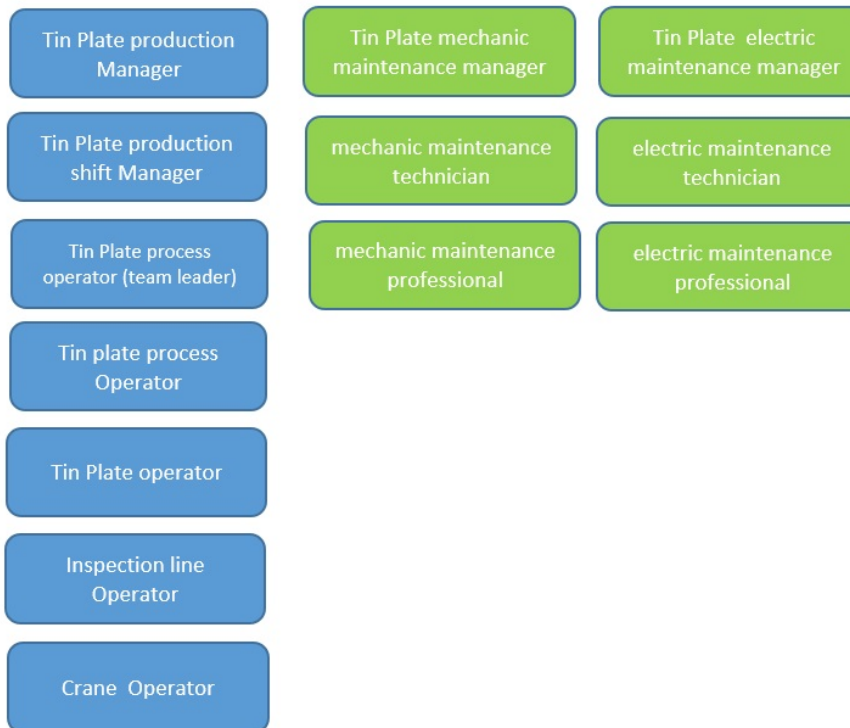 Tin Plate production
Manager
Tin Plate mechanic
maintenance manager
Tin Plate  electric
maintenance manager
Tin Plate production
shift Manager
mechanic maintenance
technician
electric maintenance
technician
Tin Plate process
operator (team leader)
mechanic maintenance
professional
electric maintenance
professional
Tin plate process
Operator
Tin Plate operator
Inspection line
Operator
Crane  Operator